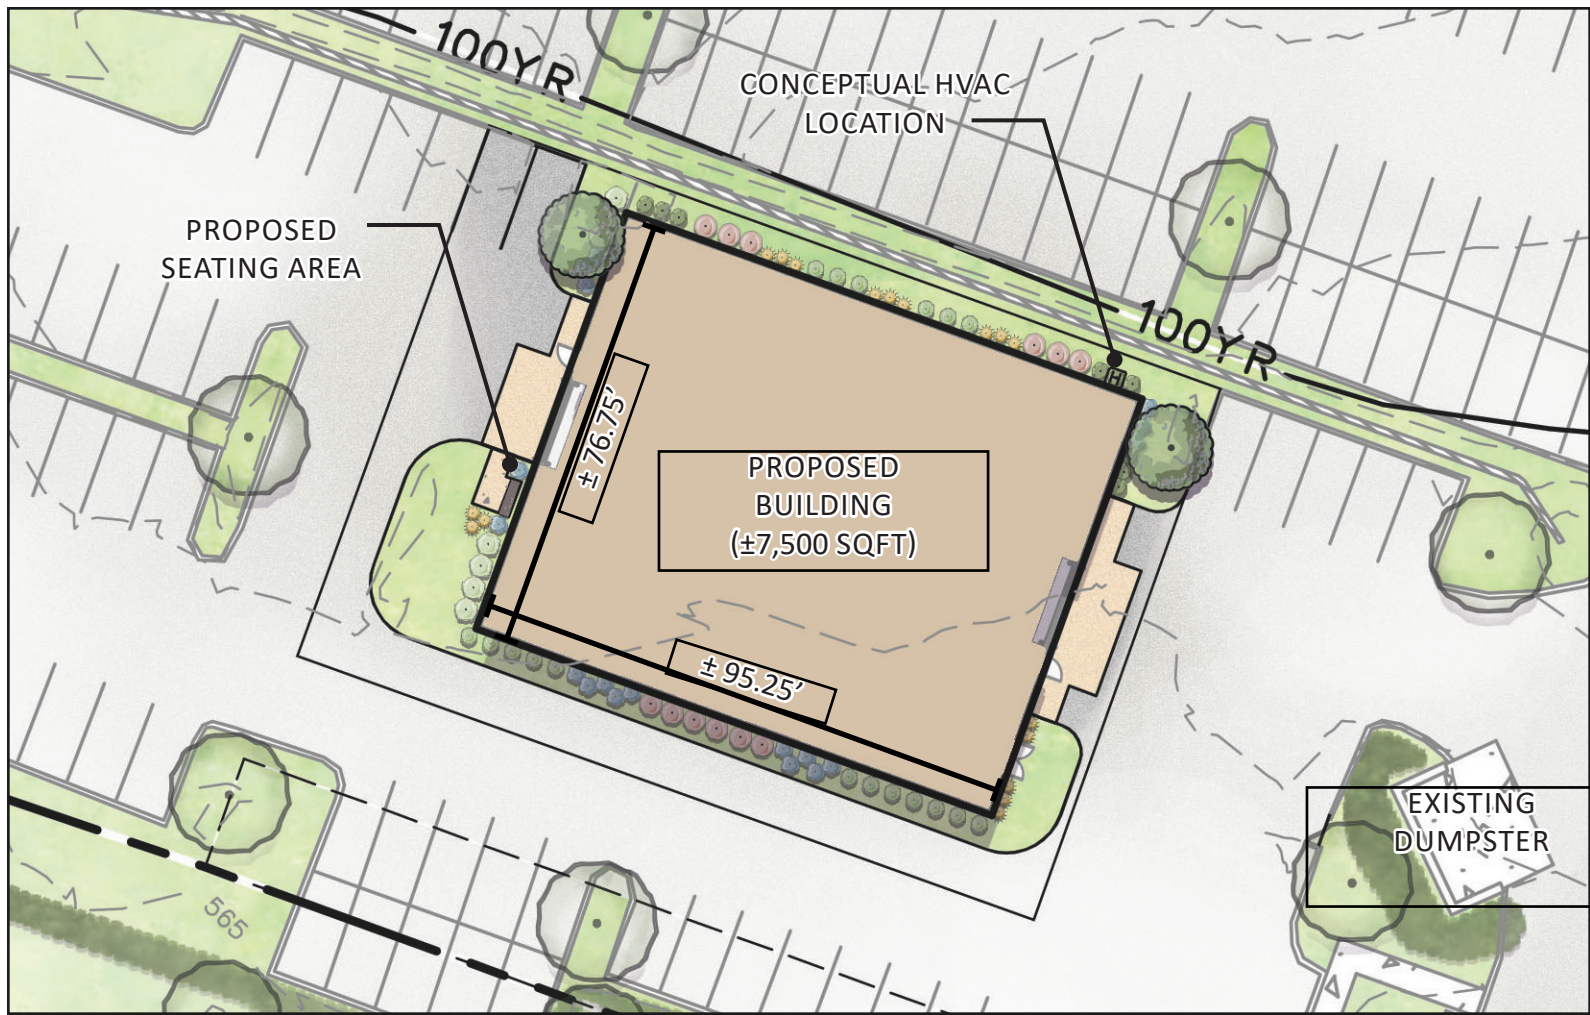 100YR
CONCEPTUAL HVAC
LOCATION
PROPOSED
SEATING AREA
100YR
H
± 76.75’
PROPOSED
BUILDING
(±7,500 SQFT)
± 95.25’
EXISTING
DUMPSTER
565